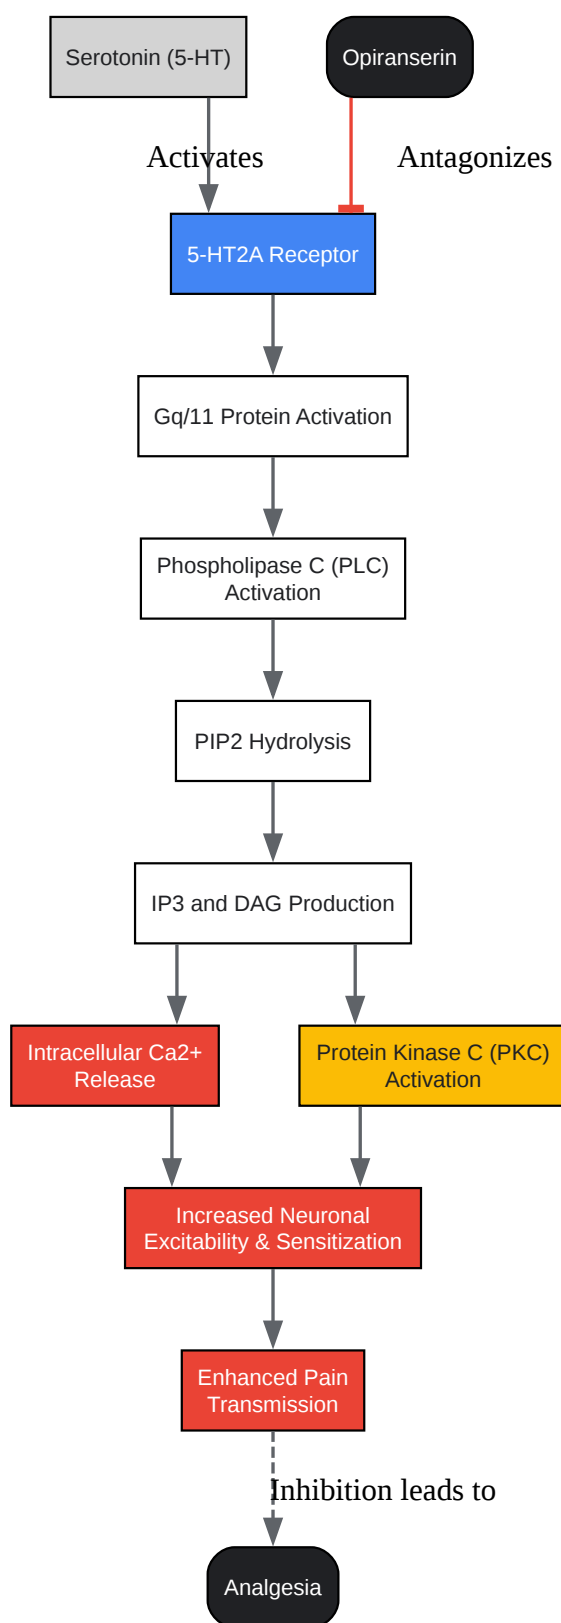 Serotonin (5-HT)
Opiranserin
Activates
Antagonizes
5-HT2A Receptor
Gq/11 Protein Activation
Phospholipase C (PLC)
Activation
PIP2 Hydrolysis
IP3 and DAG Production
Intracellular Ca2+
Release
Protein Kinase C (PKC)
Activation
Increased Neuronal
Excitability & Sensitization
Enhanced Pain
Transmission
Inhibition leads to
Analgesia